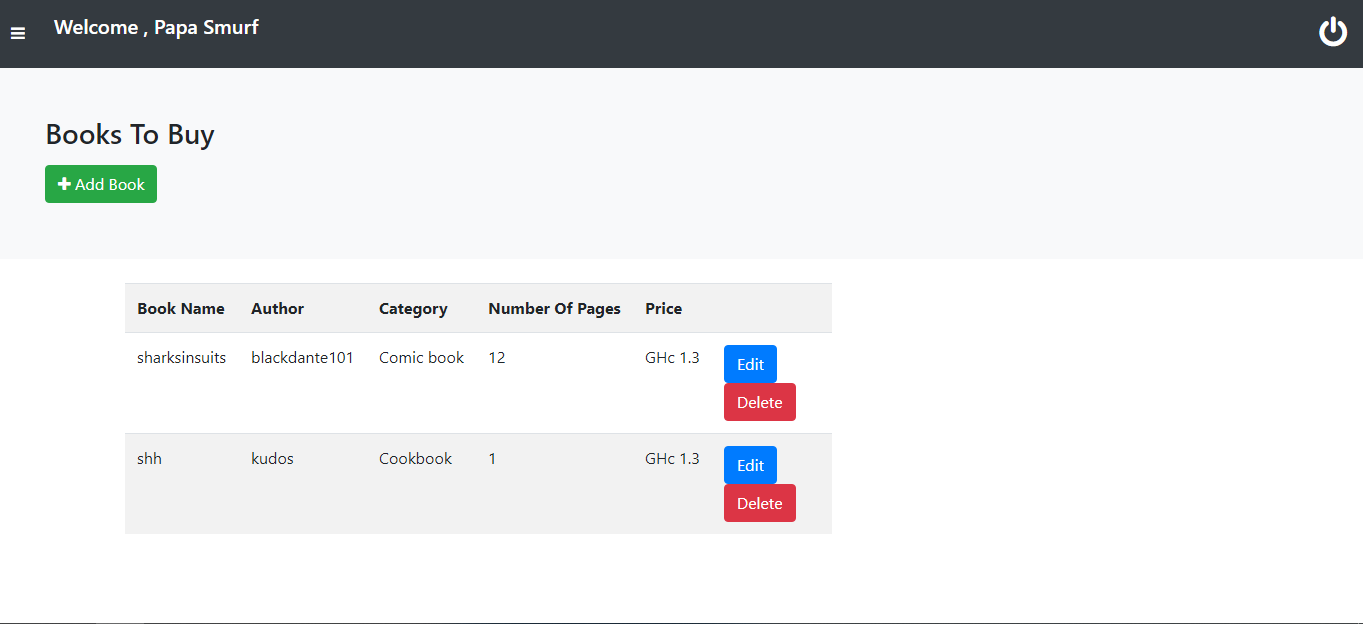 Welcome , Papa Smurf
Books To Buy
Add Book
Book Name Author Category Number Of Pages Price
sharksinsuits blackdante101 Comic book 12 GHc 1.3 Edit
Delete
shh kudos Cookbook 1 GHc 1.3 Edit
Delete